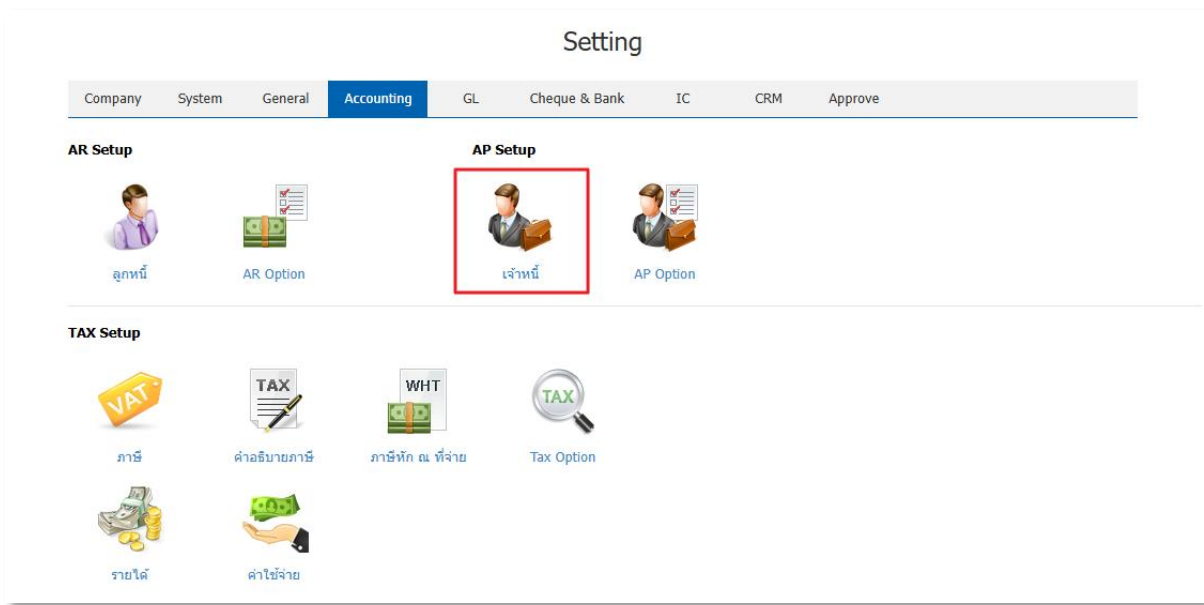 Setting
Company System General Accounting GL Cheque & Bank IC CRM Approve
AR Setup AP Setup
ลูกหนี้ AR Option เจ้าหนี้ AP Option
TAX Setup
VAT TAX WHT TAX
ภาษี คำอธิบายภาษี ภาษีหัก ณ ที่จ่าย Tax Option
รายได้ ค่าใช้จ่าย